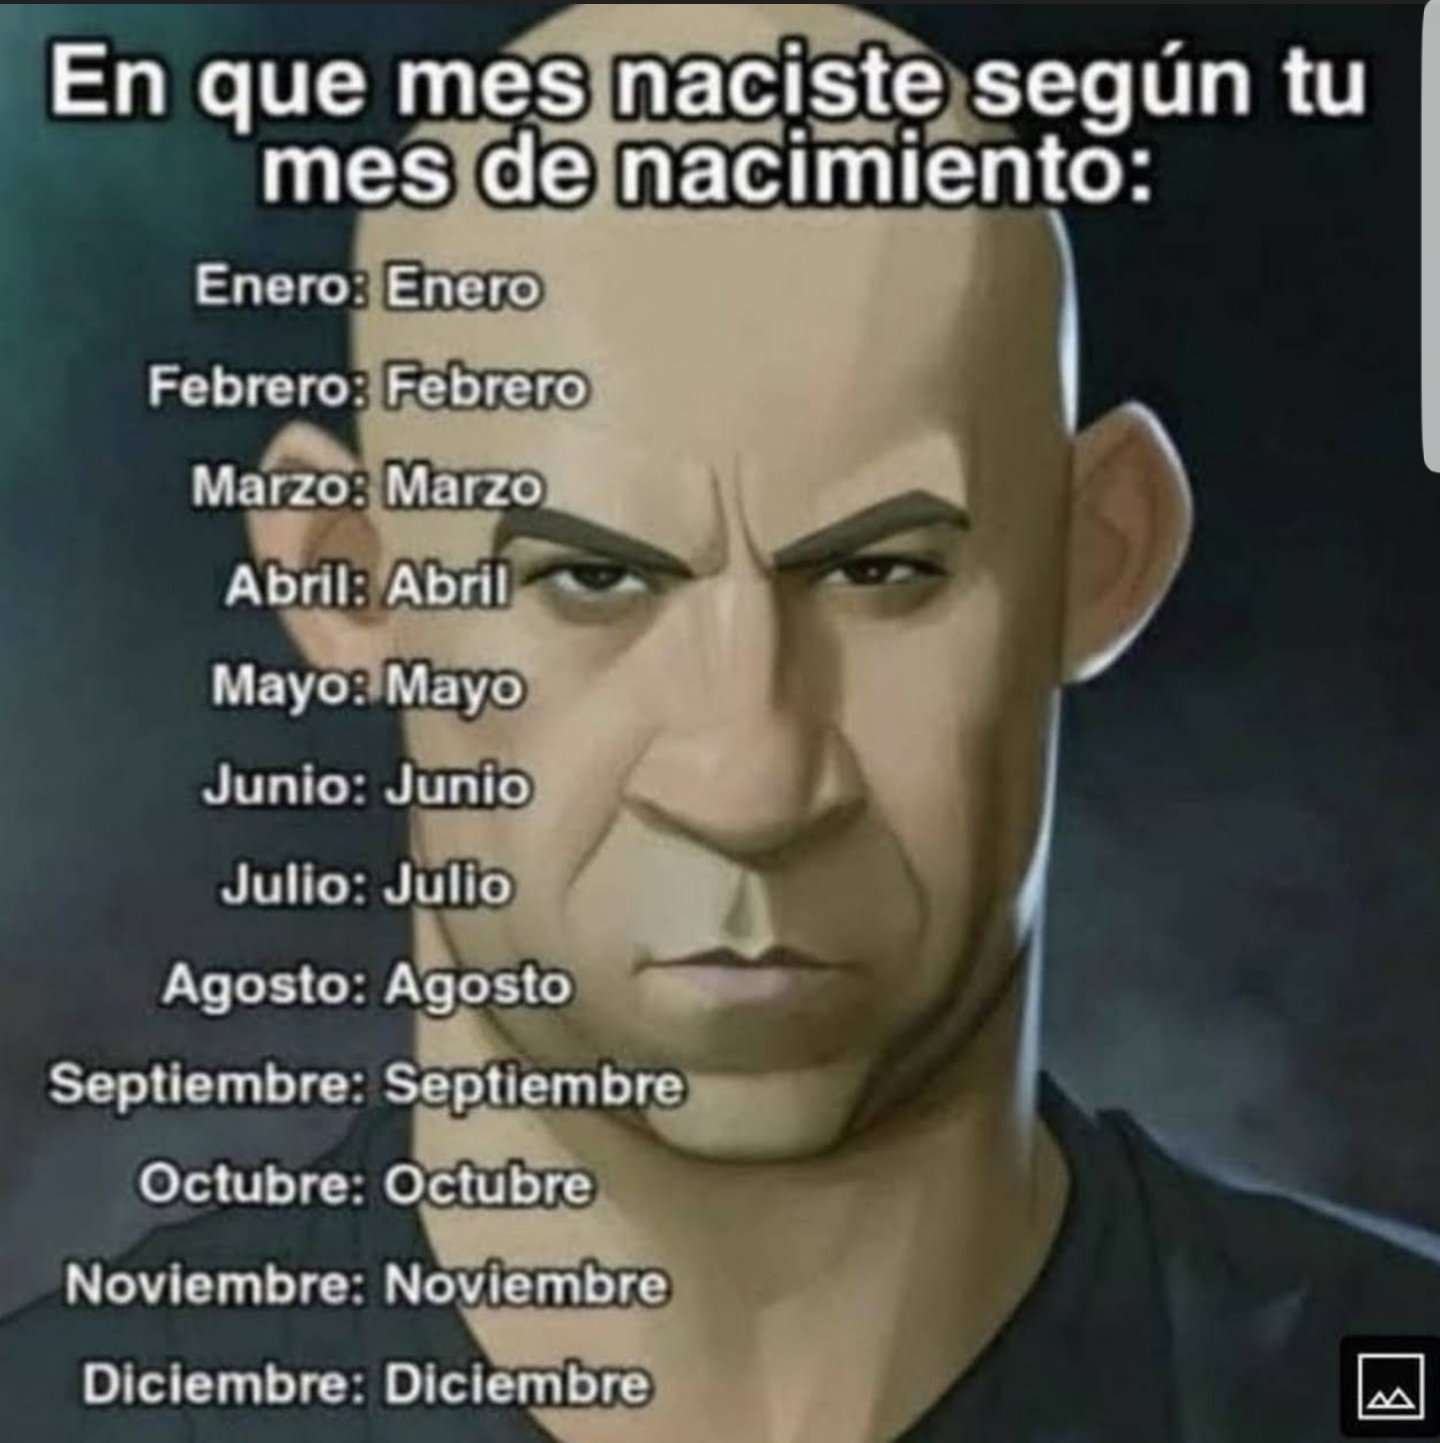 En que mes naciste según tu
mes de nacimiento:
Enero: Enero
Febrero: Febrero
Marzo: Marzo
Abril: Abril
Mayo: Mayo
Junio: Junio
Julio: Julio
Agosto: Agosto
Septiembre: Septiembre
Octubre: Octubre
Noviembre: Noviembre
Diciembre: Diciembre